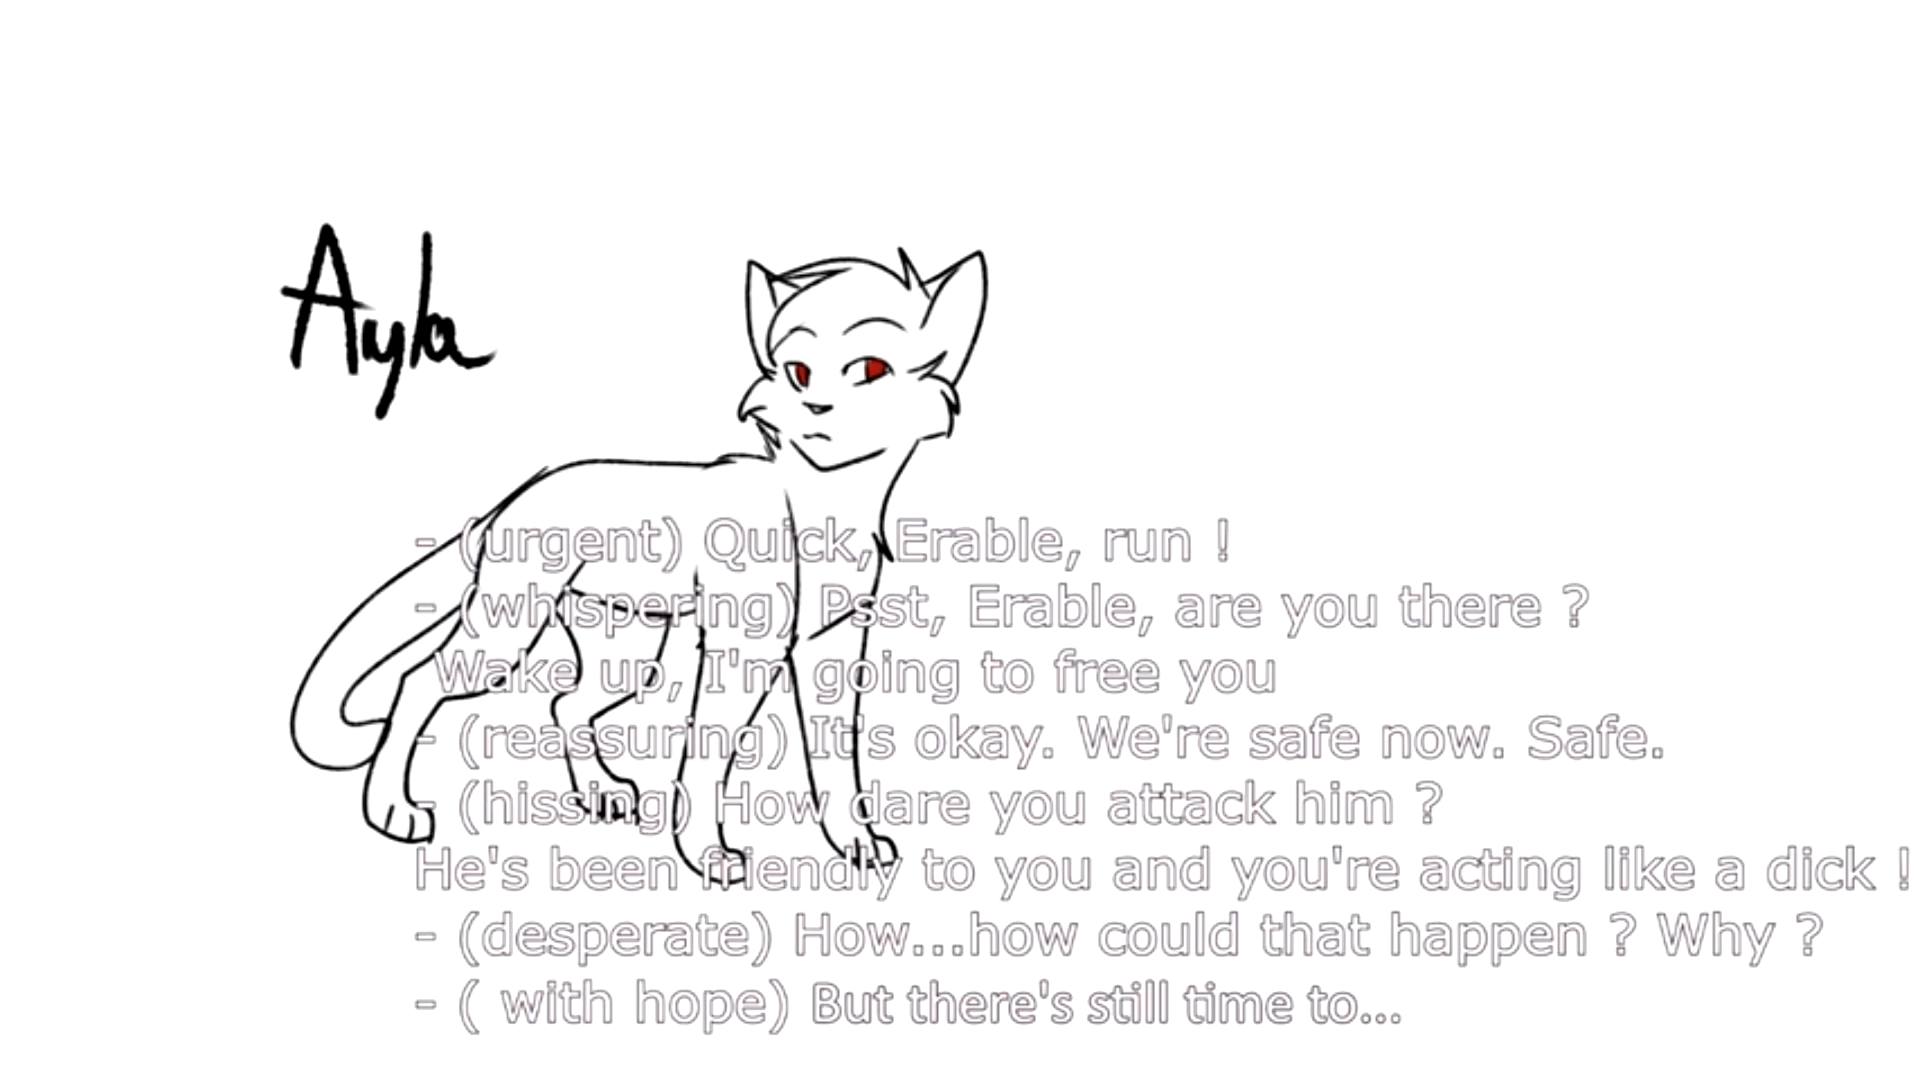 Ayla
- (urgent) Quick, Erable, run !
- (whispering) Psst, Erable, are you there ?
Wake up, I'm going to free you
- (reassuring) It's okay. We're safe now. Safe.
- (hissing) How dare you attack him ?
He's been friendly to you and you're acting like a dick !
- (desperate) How...how could that happen ? Why ?
- ( with hope) But there's still time to...